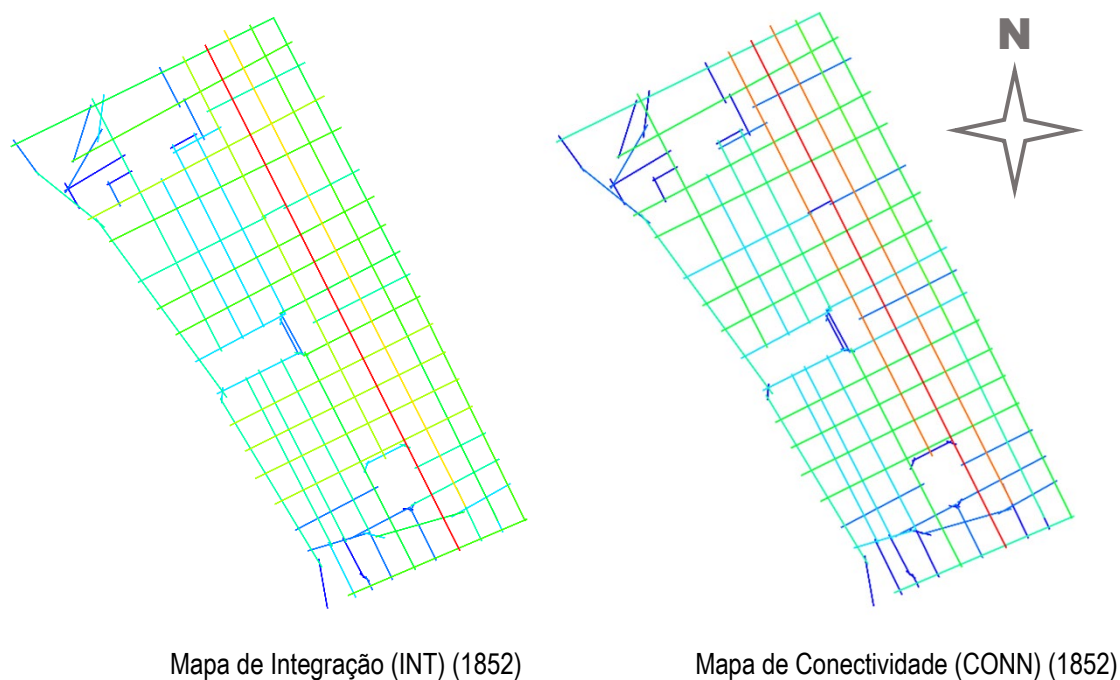 N
Mapa de Integração (INT) (1852)
Mapa de Conectividade (CONN) (1852)